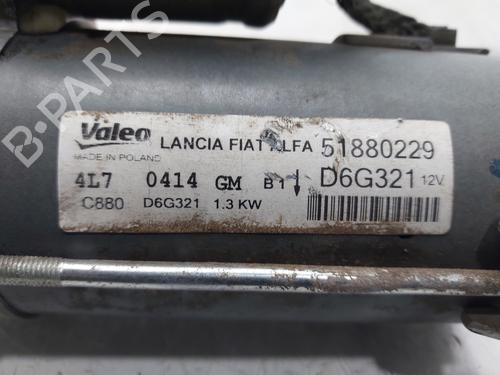 Valeo LANCIA FIAT ALFA 51880229
MADE IN POLAND
4L7 0414 GM B1 D6G321 12V
C880 D6G321 1.3 KW
B-PARTS